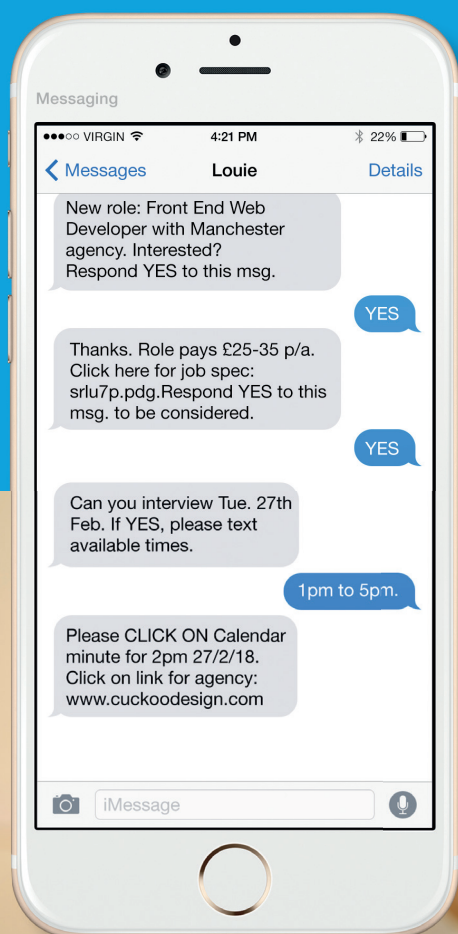 Messaging
VIRGIN 4:21 PM 22%
Messages Louie Details
New role: Front End Web
Developer with Manchester
agency. Interested?
Respond YES to this msg.
YES
Thanks. Role pays £25-35 p/a.
Click here for job spec:
srlu7p.pdg.Respond YES to this
msg. to be considered.
YES
Can you interview Tue. 27th
Feb. If YES, please text
available times.
1pm to 5pm.
Please CLICK ON Calendar
minute for 2pm 27/2/18.
Click on link for agency:
www.cuckoodesign.com
iMessage